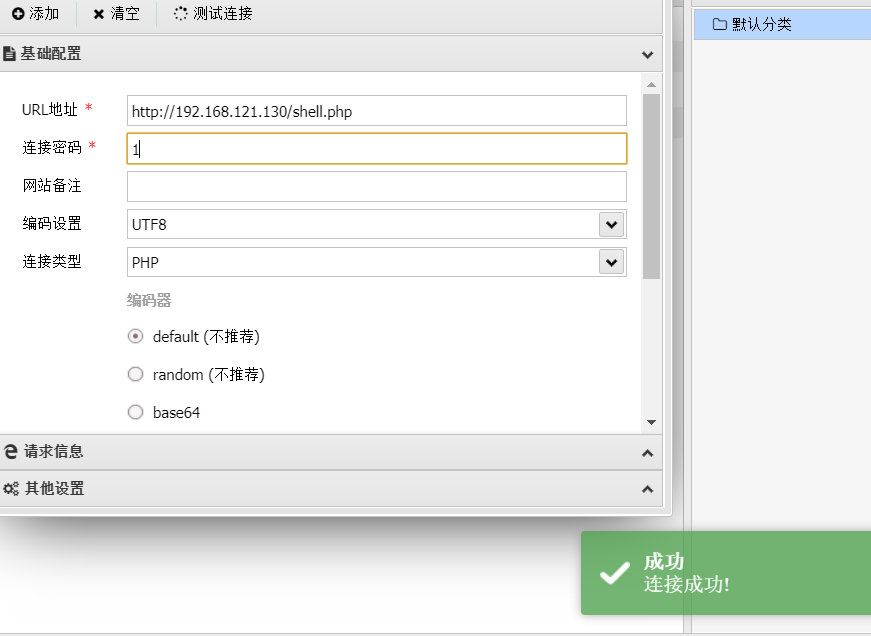 添加 清空 测试连接
默认分类
基础配置
URL地址 * http://192.168.121.130/shell.php
连接密码 * 1
网站备注
编码设置 UTF8
连接类型 PHP
编码器
default (不推荐)
random (不推荐)
base64
请求信息
其他设置
成功
连接成功!